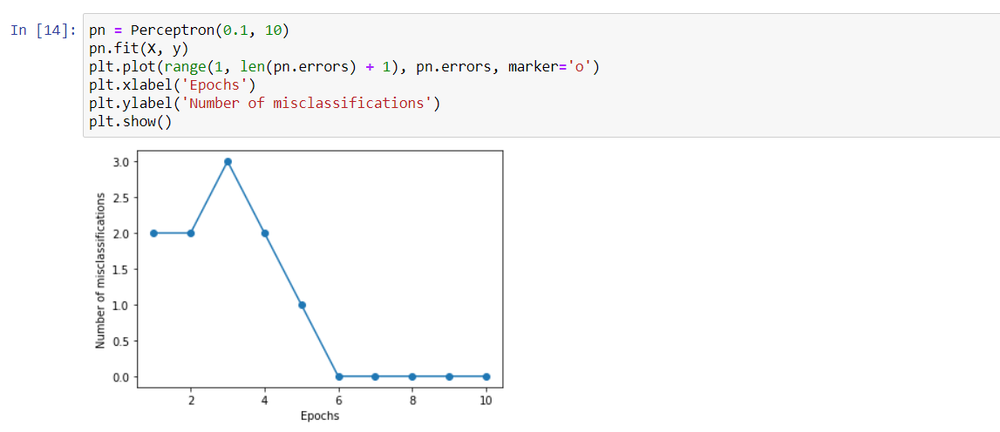 In [14]: pn = Perceptron(0.1, 10)
pn.fit(X, y)
plt.plot(range(1, len(pn.errors) + 1), pn.errors, marker='o')
plt.xlabel('Epochs')
plt.ylabel('Number of misclassifications')
plt.show()
3.0
2.5
2.0
1.5
1.0
0.5
0.0
Number of misclassifications
2 4 6 8 10
Epochs